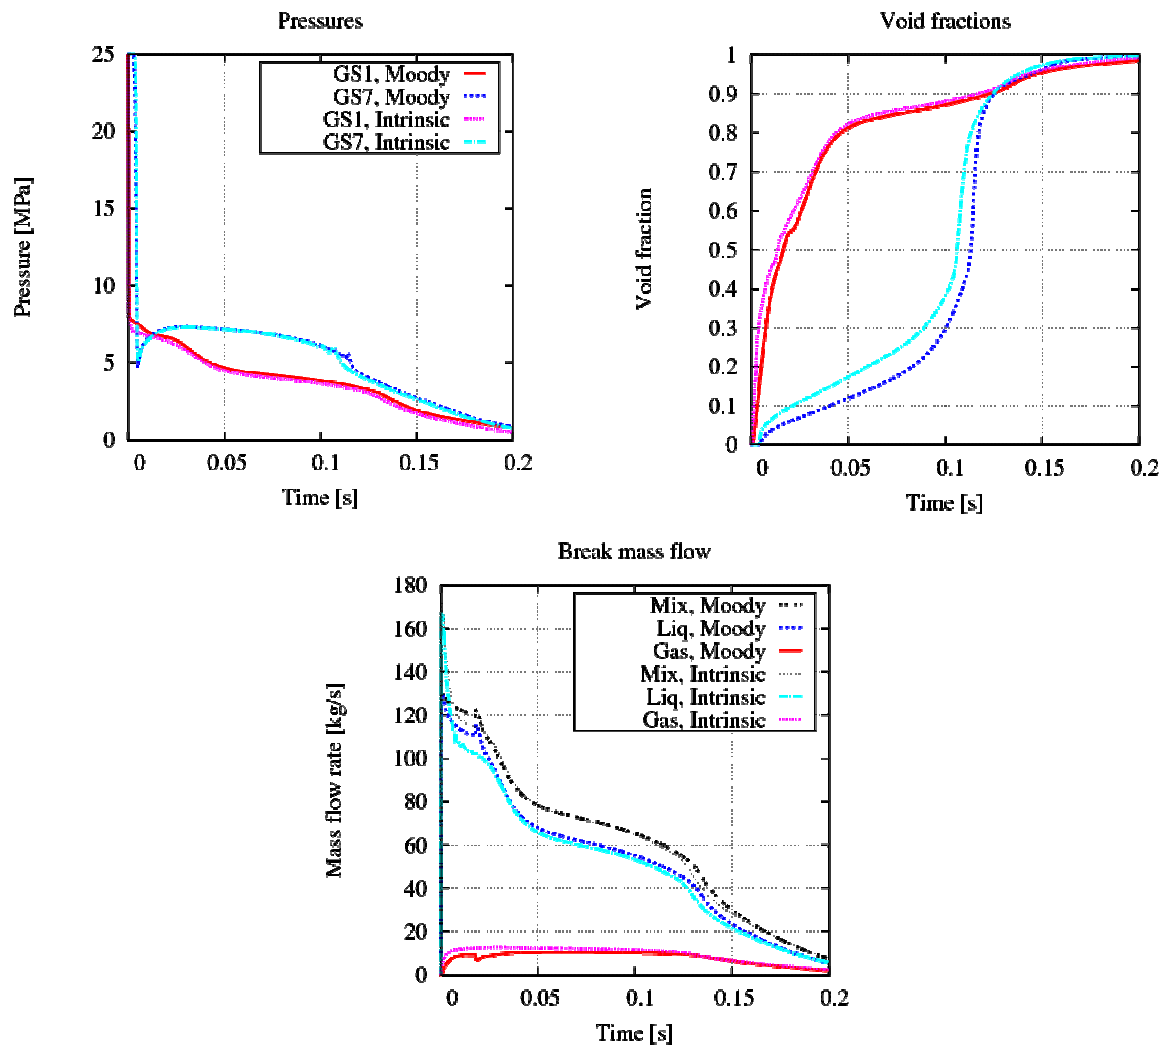 Pressures
25
20
15
10
5
0
GS1, Moody
GS7, Moody
GS1, Intrinsic
GS7, Intrinsic
Pressure [MPa]
0 0.05 0.1 0.15 0.2
Time [s]
Void fractions
1
0.9
0.8
0.7
0.6
0.5
0.4
0.3
0.2
0.1
0
Void fraction
0 0.05 0.1 0.15 0.2
Time [s]
Break mass flow
180
160
140
120
100
80
60
40
20
0
Mix, Moody
Liq, Moody
Gas, Moody
Mix, Intrinsic
Liq, Intrinsic
Gas, Intrinsic
Mass flow rate [kg/s]
0 0.05 0.1 0.15 0.2
Time [s]